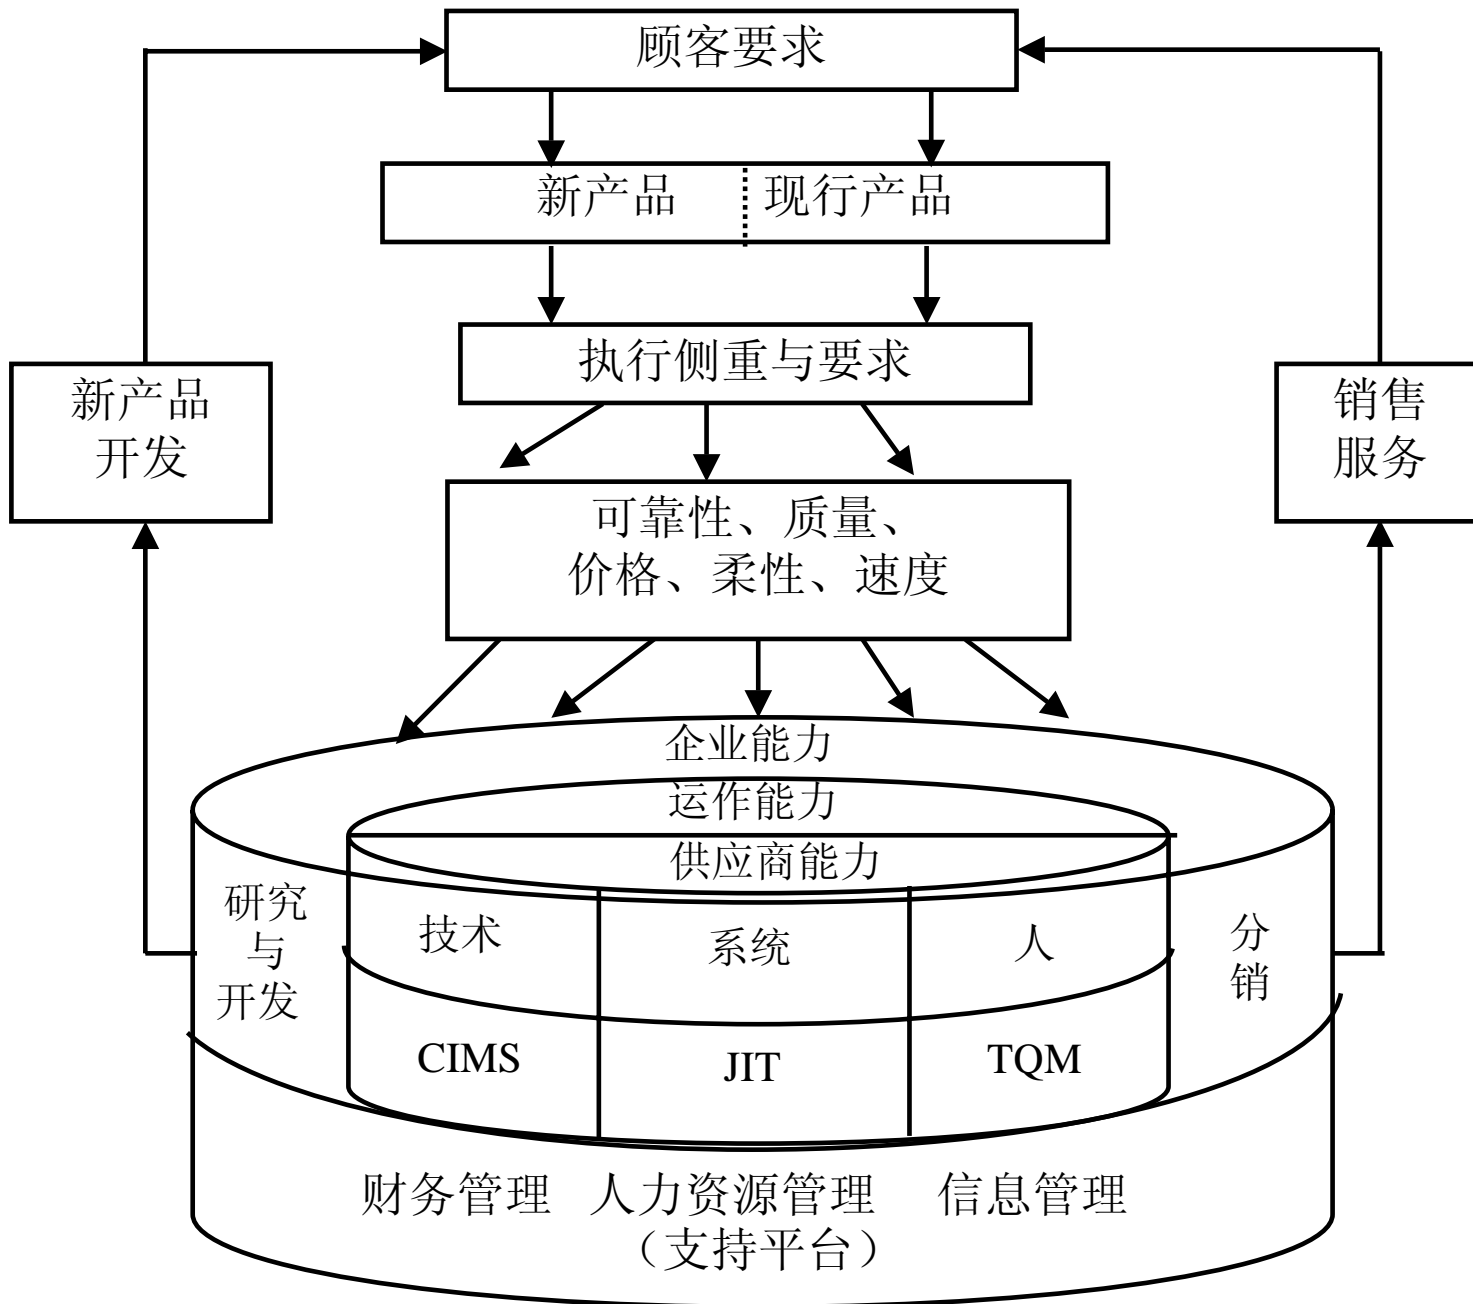 顾客要求
新产品 现行产品
执行侧重与要求
新产品
开发
销售
服务
可靠性、质量、
价格、柔性、速度
企业能力
运作能力
供应商能力
研究
与
开发
技术
系统
人
分
销
CIMS
JIT
TQM
财务管理 人力资源管理 信息管理
（支持平台）